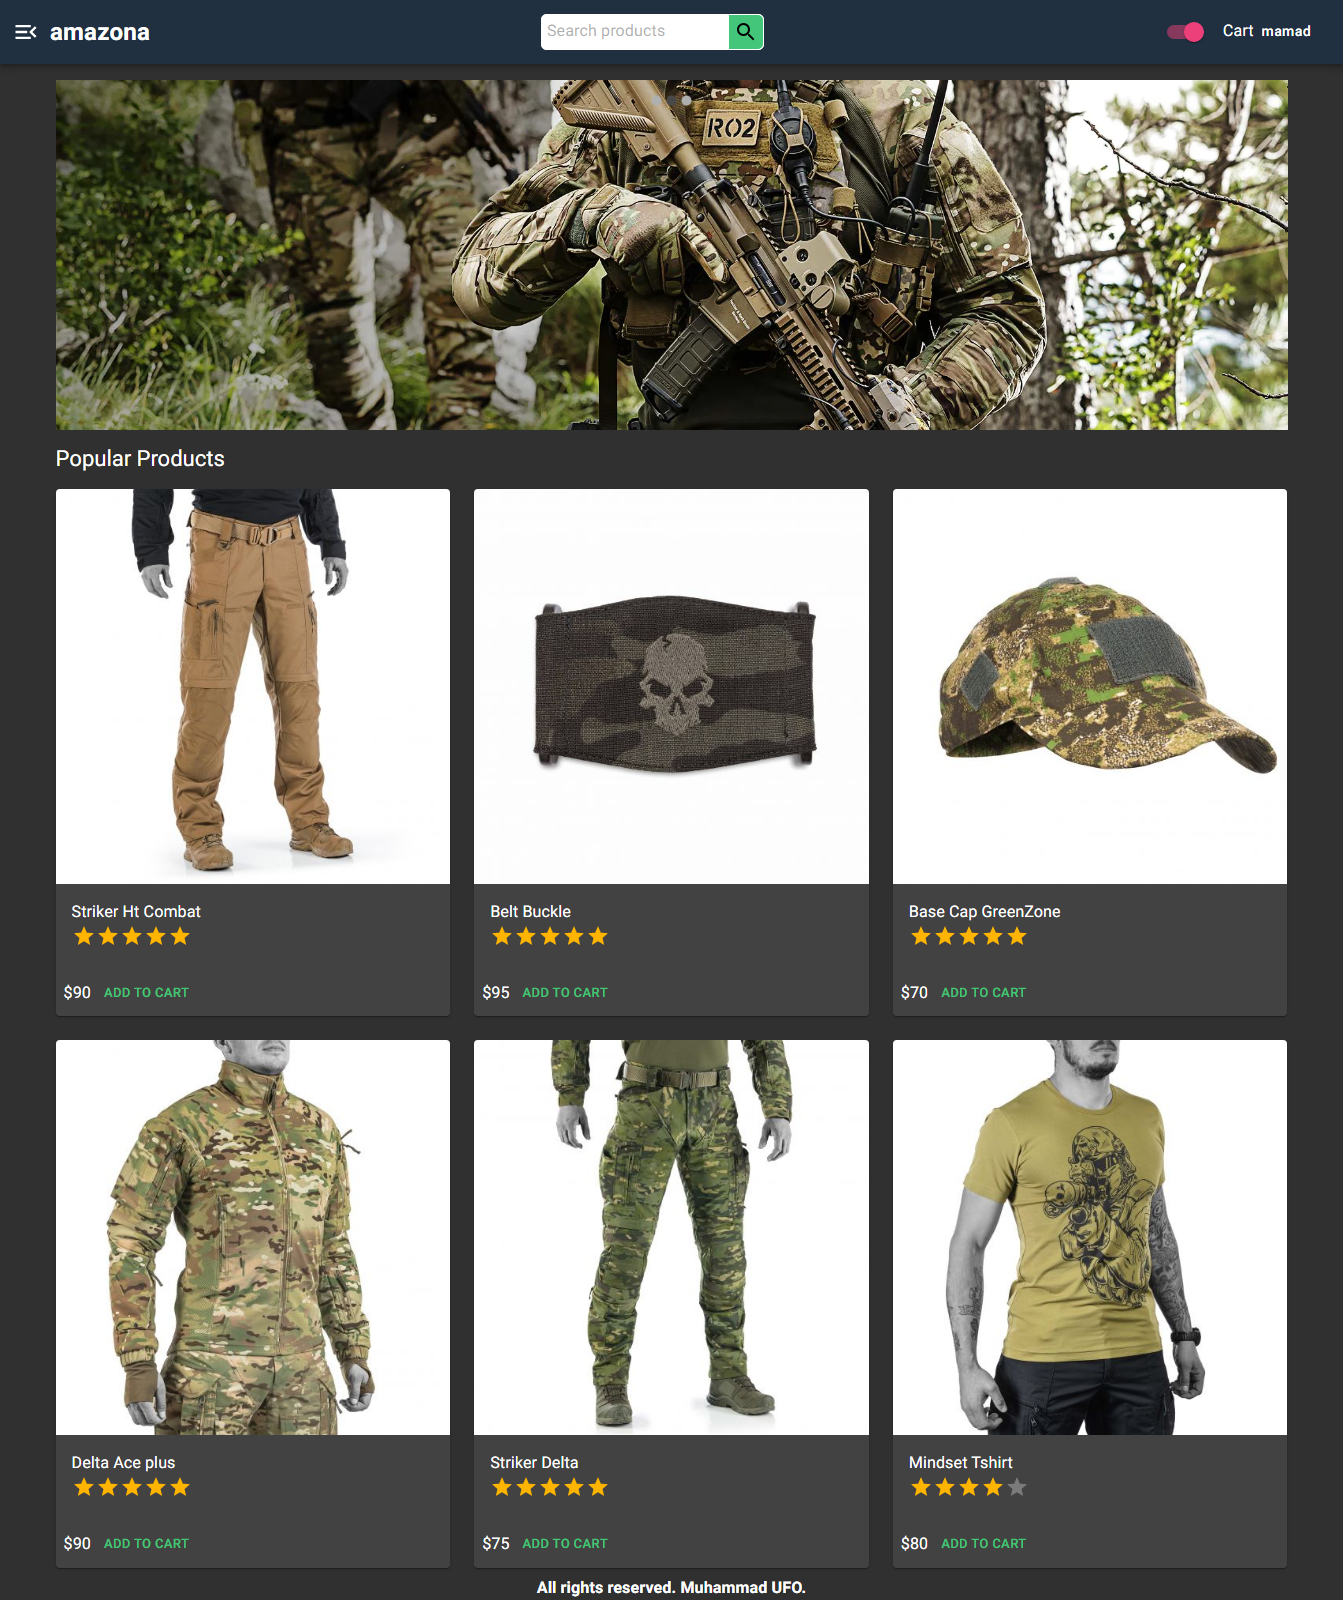 amazona
Search products
Cart mamad
RO2
Popular Products
Striker Ht Combat
$90 ADD TO CART
Belt Buckle
$95 ADD TO CART
Base Cap GreenZone
$70 ADD TO CART
Delta Ace plus
$90 ADD TO CART
Striker Delta
$75 ADD TO CART
Mindset Tshirt
$80 ADD TO CART
All rights reserved. Muhammad UFO.